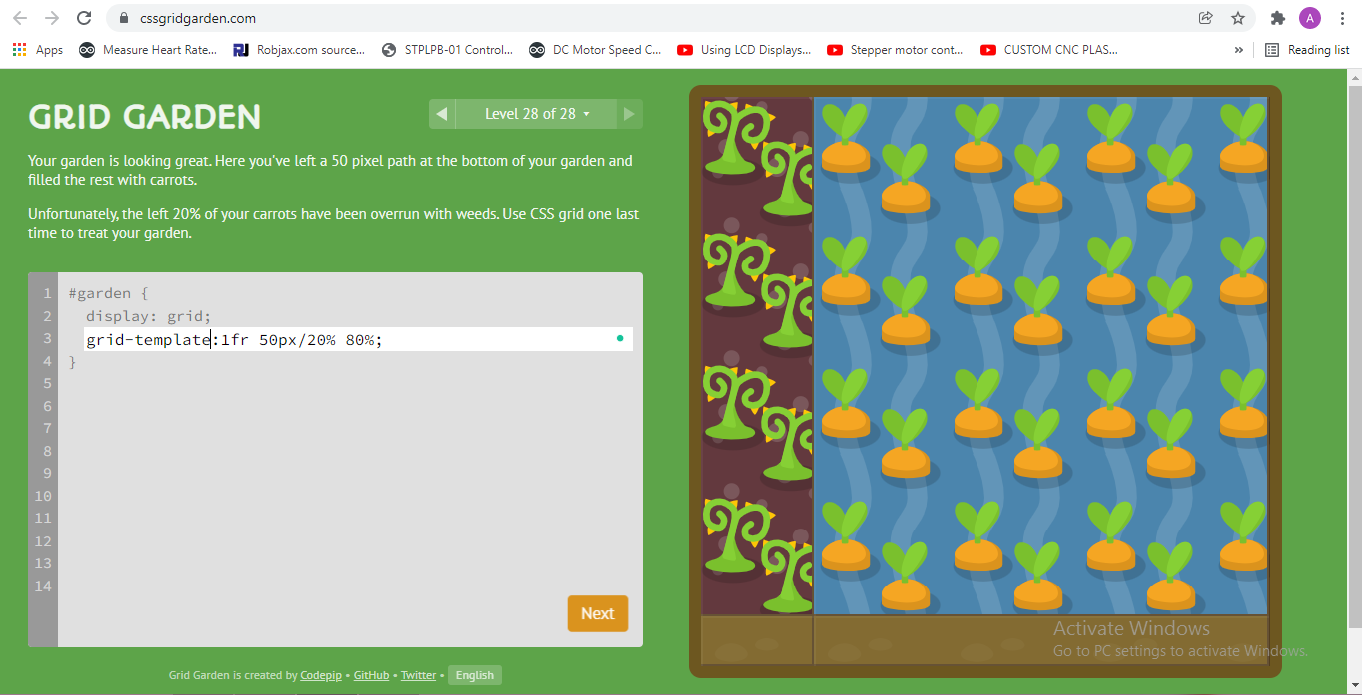 cssgridgarden.com
A
Apps
Measure Heart Rate...
Robjax.com source...
STPLPB-01 Control...
DC Motor Speed C...
Using LCD Displays...
Stepper motor cont...
CUSTOM CNC PLAS...
»
Reading list
GRID GARDEN
Level 28 of 28
Your garden is looking great. Here you've left a 50 pixel path at the bottom of your garden and
filled the rest with carrots.
Unfortunately, the left 20% of your carrots have been overrun with weeds. Use CSS grid one last
time to treat your garden.
1 #garden {
2 display: grid;
3 grid-template:1fr 50px/20% 80%;
4 }
5
6
7
8
9
10
11
12
13
14
Next
Grid Garden is created by Codepip • GitHub • Twitter • English
Activate Windows
Go to PC settings to activate Windows.